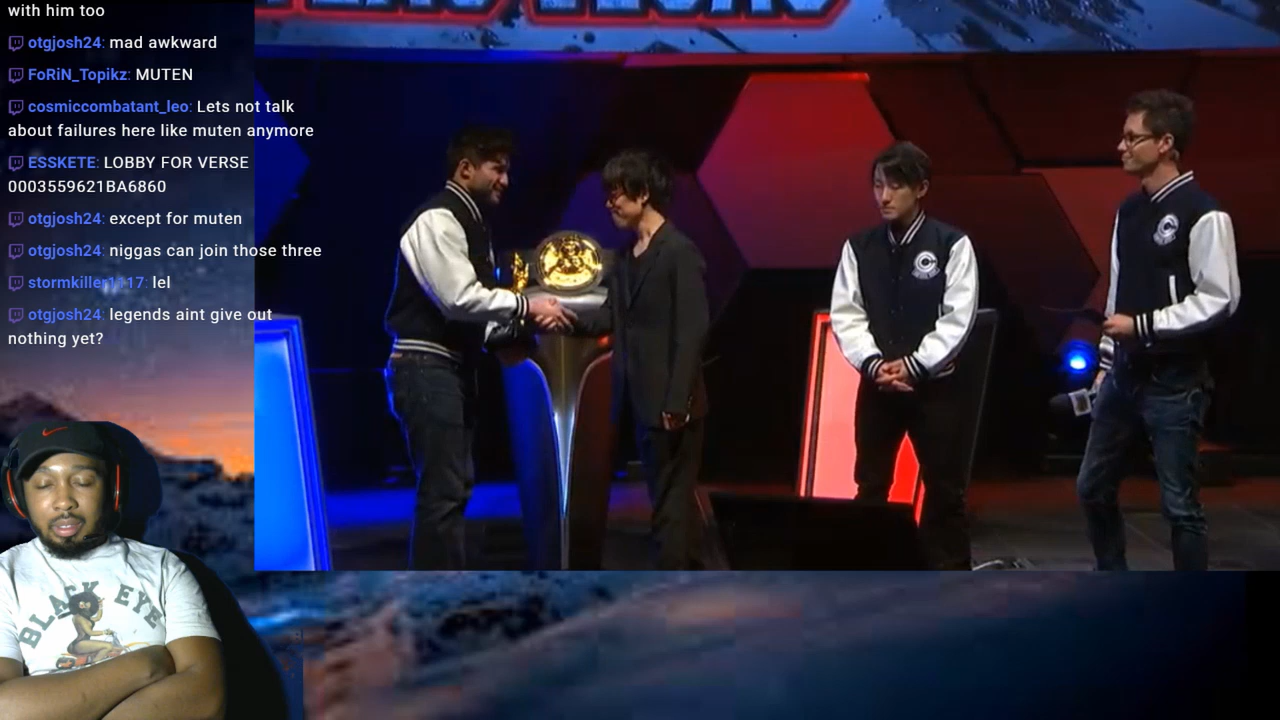 with him too
otgjosh24: mad awkward
FoRiN_Topikz: MUTEN
cosmiccombatant_leo: Lets not talk
about failures here like muten anymore
ESSKETE: LOBBY FOR VERSE
0003559621BA6860
otgjosh24: except for muten
otgjosh24: niggas can join those three
stormkiller1117: lel
otgjosh24: legends aint give out
nothing yet?
BLACK EYE